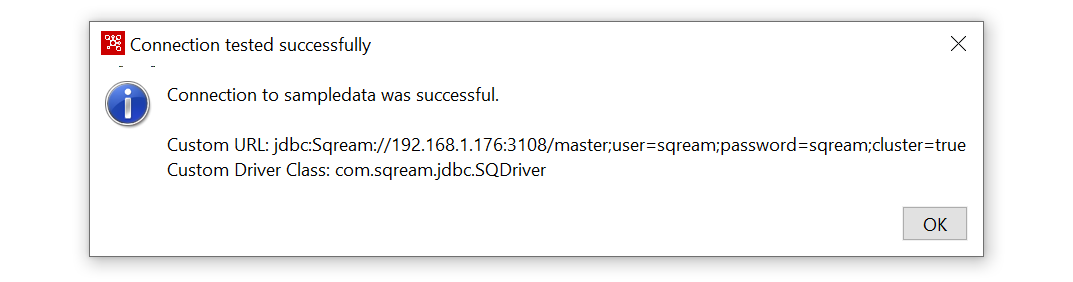 Connection tested successfully
Connection to sampledata was successful.
Custom URL: jdbc:Sqream://192.168.1.176:3108/master;user=sqream;password=sqream;cluster=true
Custom Driver Class: com.sqream.jdbc.SQDriver
OK